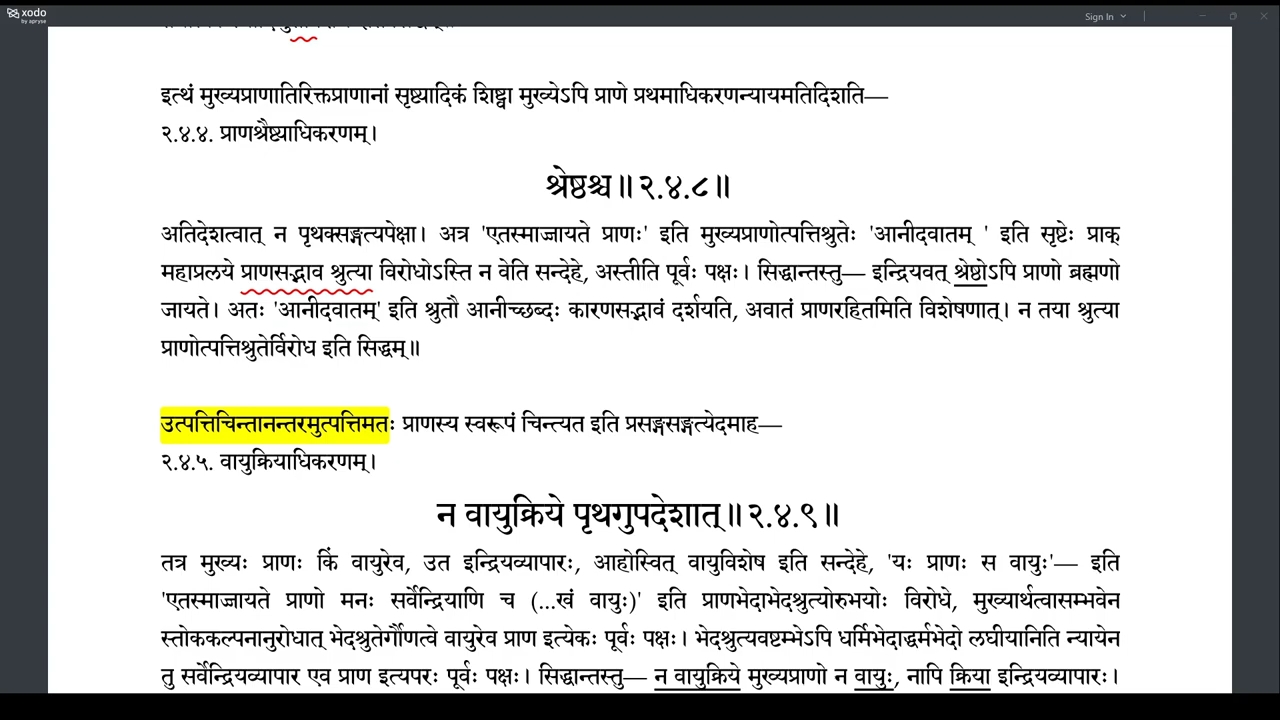 xodo
by apryse
Sign In
इत्थं मुख्यप्राणातिरिक्तप्राणानां सृष्ट्यादिकं शिष्ट्वा मुख्येऽपि प्राणे प्रथमाधिकरणन्यायमतिदिशति—
२.४.४. प्राणश्रैष्ट्याधिकरणम्।
श्रेष्ठश्च॥२.४.८॥
अतिदेशत्वात् न पृथक्सङ्गत्यपेक्षा। अत्र 'एतस्माज्जायते प्राणः' इति मुख्यप्राणोत्पत्तिश्रुतेः 'आनीदवातम् ' इति सृष्टेः प्राक्
महाप्रलये प्राणसद्भाव श्रुत्या विरोधोऽस्ति न वेति सन्देहे, अस्तीति पूर्वः पक्षः। सिद्धान्तस्तु— इन्द्रियवत् श्रेष्ठोऽपि प्राणो ब्रह्मणो
जायते। अतः 'आनीदवातम्' इति श्रुतौ आनीच्छब्दः कारणसद्भावं दर्शयति, अवातं प्राणरहितमिति विशेषणात्। न तया श्रुत्या
प्राणोत्पत्तिश्रुतेर्विरोध इति सिद्धम्॥
उत्पत्तिचिन्तानन्तरमुत्पत्तिमतः प्राणस्य स्वरूपं चिन्त्यत इति प्रसङ्गसङ्गत्येदमाह—
२.४.५. वायुक्रियाधिकरणम्।
न वायुक्रिये पृथगुपदेशात्॥२.४.९॥
तत्र मुख्यः प्राणः किं वायुरेव, उत इन्द्रियव्यापारः, आहोस्वित् वायुविशेष इति सन्देहे, 'यः प्राणः स वायुः'— इति
'एतस्माज्जायते प्राणो मनः सर्वेन्द्रियाणि च (...खं वायुः)' इति प्राणभेदाभेदश्रुत्योरुभयोः विरोधे, मुख्यार्थत्वासम्भवेन
स्तोककल्पनानुरोधात् भेदश्रुतेर्गौणत्वे वायुरेव प्राण इत्येकः पूर्वः पक्षः। भेदश्रुत्यवष्टम्भेऽपि धर्मिभेदाद्धर्मभेदो लघीयानिति न्यायेन
तु सर्वेन्द्रियव्यापार एव प्राण इत्यपरः पूर्वः पक्षः। सिद्धान्तस्तु— न वायुक्रिये मुख्यप्राणो न वायुः, नापि क्रिया इन्द्रियव्यापारः।